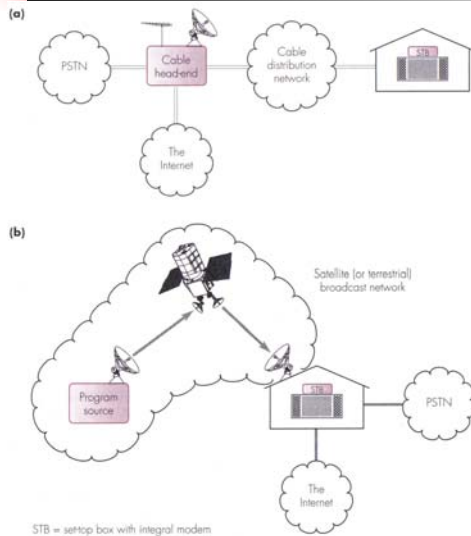 (a)
PSTN
Cable
head-end
Cable
distribution
network
STB
The
Internet
(b)
Satellite (or terrestrial)
broadcast network
Program
source
STB
PSTN
The
Internet
STB = set-top box with integral modem